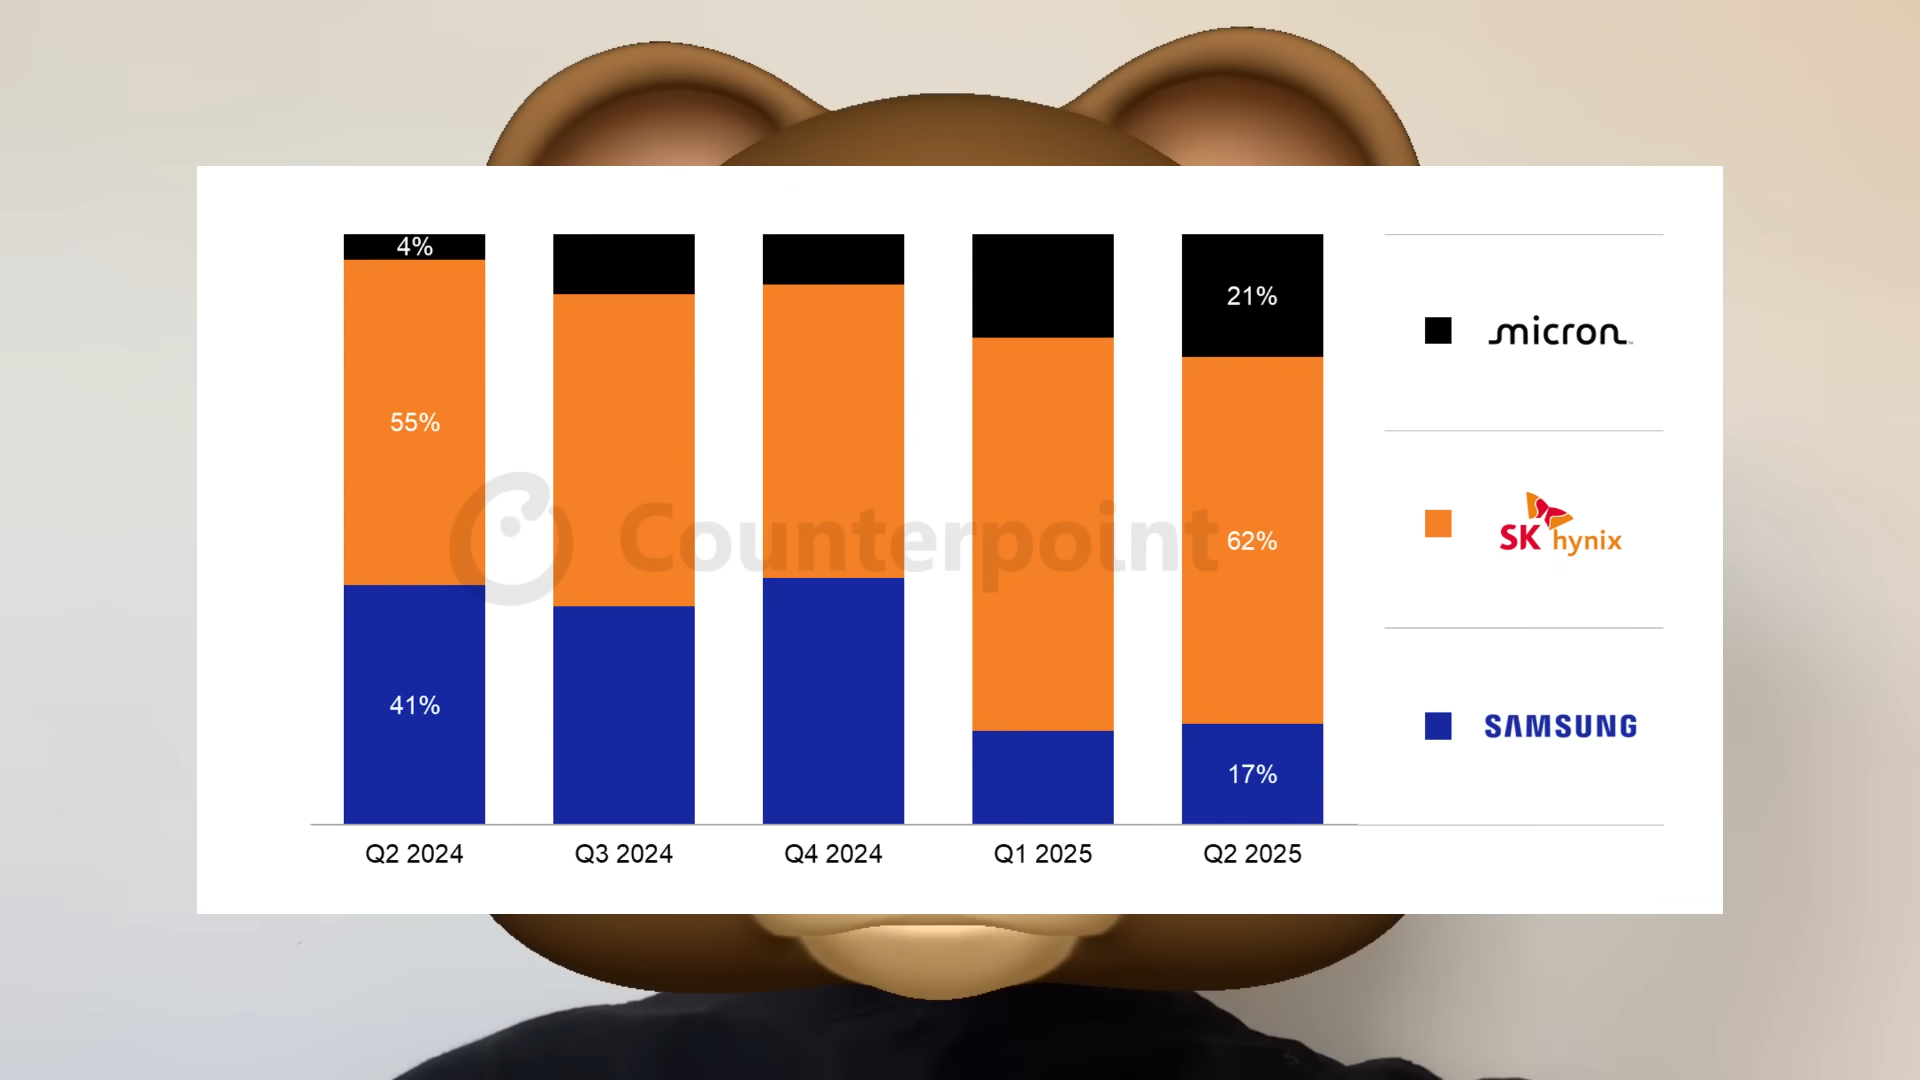 4%
55%
41%
21%
62%
17%
Counterpoint
Q2 2024
Q3 2024
Q4 2024
Q1 2025
Q2 2025
micron
SK hynix
SAMSUNG